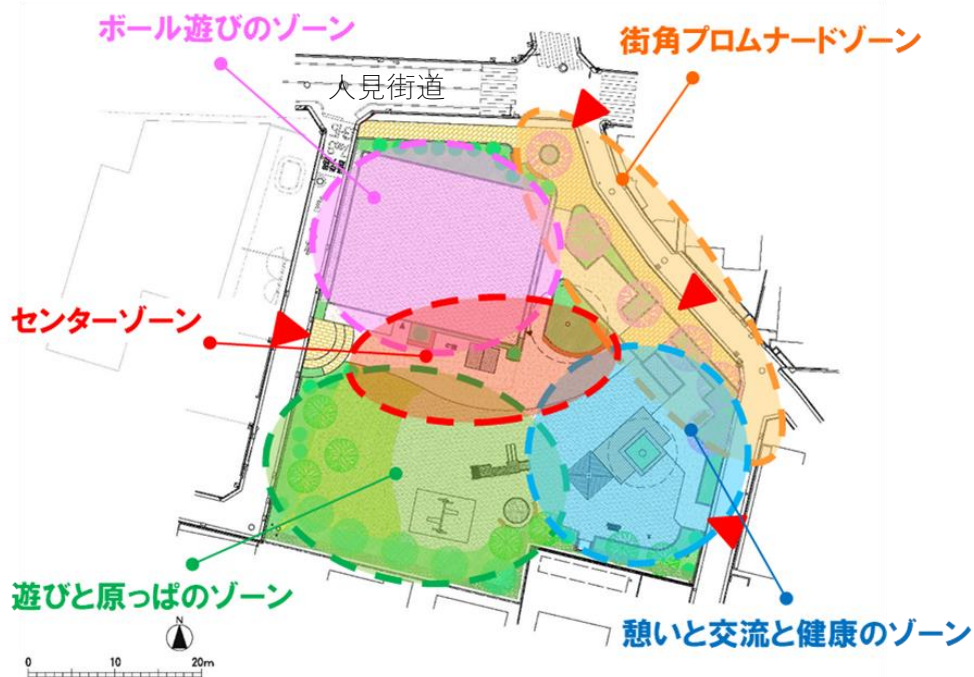 ボール遊びのゾーン
街角プロムナードゾーン
人見街道
センターゾーン
遊びと原っぱのゾーン
憩いと交流と健康のゾーン
N
0 10 20m